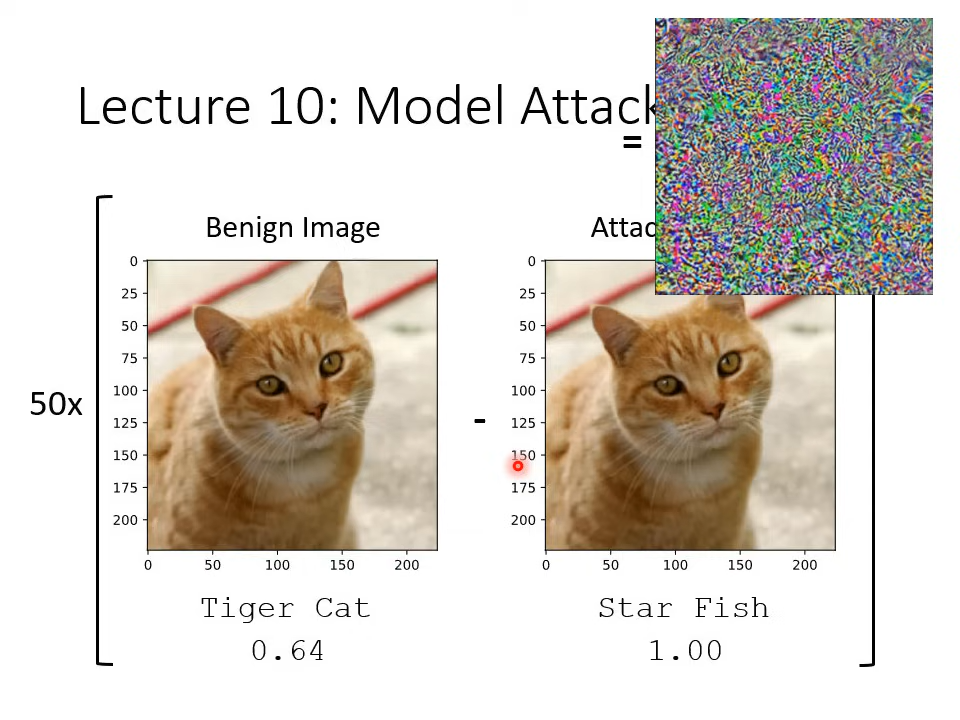 Lecture 10: Model Attack
=
Benign Image
Attac
0
25
50
75
100
125
150
175
200
0 50 100 150 200
50x
-
0
25
50
75
100
125
150
175
200
0 50 100 150 200
Tiger Cat
0.64
Star Fish
1.00